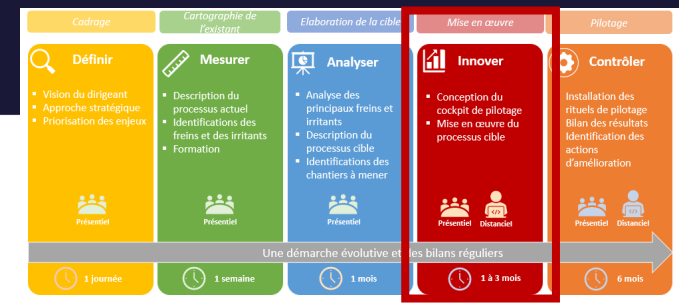 Cadrage
Cartographie de
l'existant
Elaboration de la cible
Mise en œuvre
Pilotage
Définir
Vision du dirigeant
Approche stratégique
Priorisation des enjeux
Présentiel
1 journée
Mesurer
Description du
processus actuel
Identifications des
freins et des irritants
Formation
Présentiel
1 semaine
Analyser
Analyse des
principaux freins et
irritants
Description du
processus cible
Identifications des
chantiers à mener
Présentiel
1 mois
Innover
Conception du
cockpit de pilotage
Mise en œuvre du
processus cible
Présentiel Distanciel
1 à 3 mois
Contrôler
Installation des
rituels de pilotage
Bilan des résultats
Identification des
actions
d'amélioration
Présentiel Distanciel
6 mois
Une démarche évolutive et des bilans réguliers